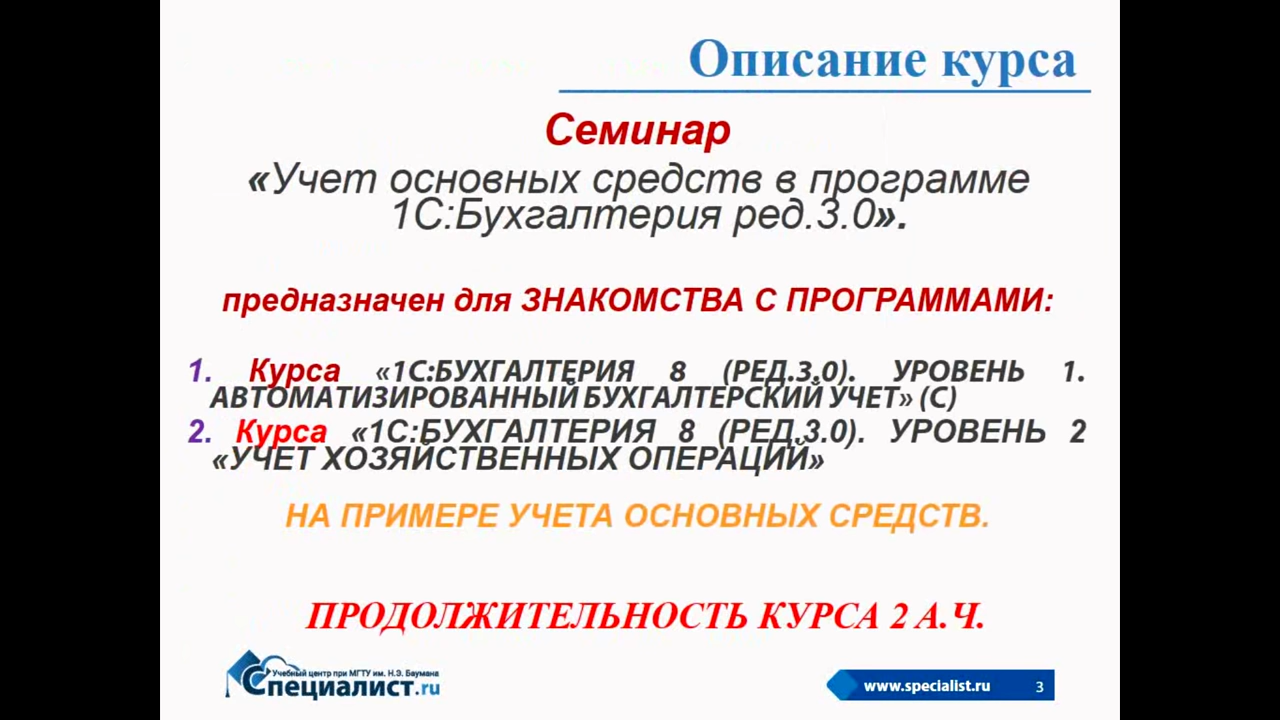 Описание курса
Семинар
«Учет основных средств в программе
1С:Бухгалтерия ред.3.0».
предназначен для ЗНАКОМСТВА С ПРОГРАММАМИ:
1. Курса «1С:БУХГАЛТЕРИЯ 8 (РЕД.3.0). УРОВЕНЬ 1.
АВТОМАТИЗИРОВАННЫЙ БУХГАЛТЕРСКИЙ УЧЕТ» (С)
2. Курса «1С:БУХГАЛТЕРИЯ 8 (РЕД.3.0). УРОВЕНЬ 2
«УЧЕТ ХОЗЯЙСТВЕННЫХ ОПЕРАЦИЙ»
НА ПРИМЕРЕ УЧЕТА ОСНОВНЫХ СРЕДСТВ.
ПРОДОЛЖИТЕЛЬНОСТЬ КУРСА 2 А.Ч.
Учебный центр при МГТУ им. Н.Э. Баумана
Специалист.ru
www.specialist.ru 3